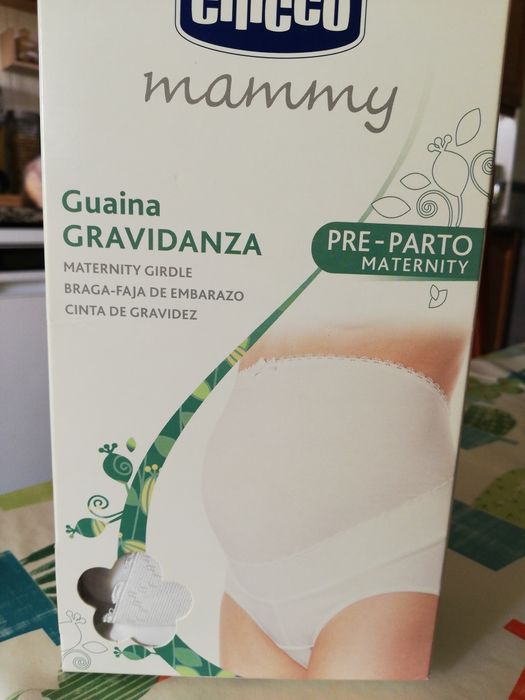 chicco
mammy
Guaina
GRAVIDANZA
MATERNITY GIRDLE
BRAGA-FAJA DE EMBARAZO
CINTA DE GRAVIDEZ
PRE-PARTO
MATERNITY